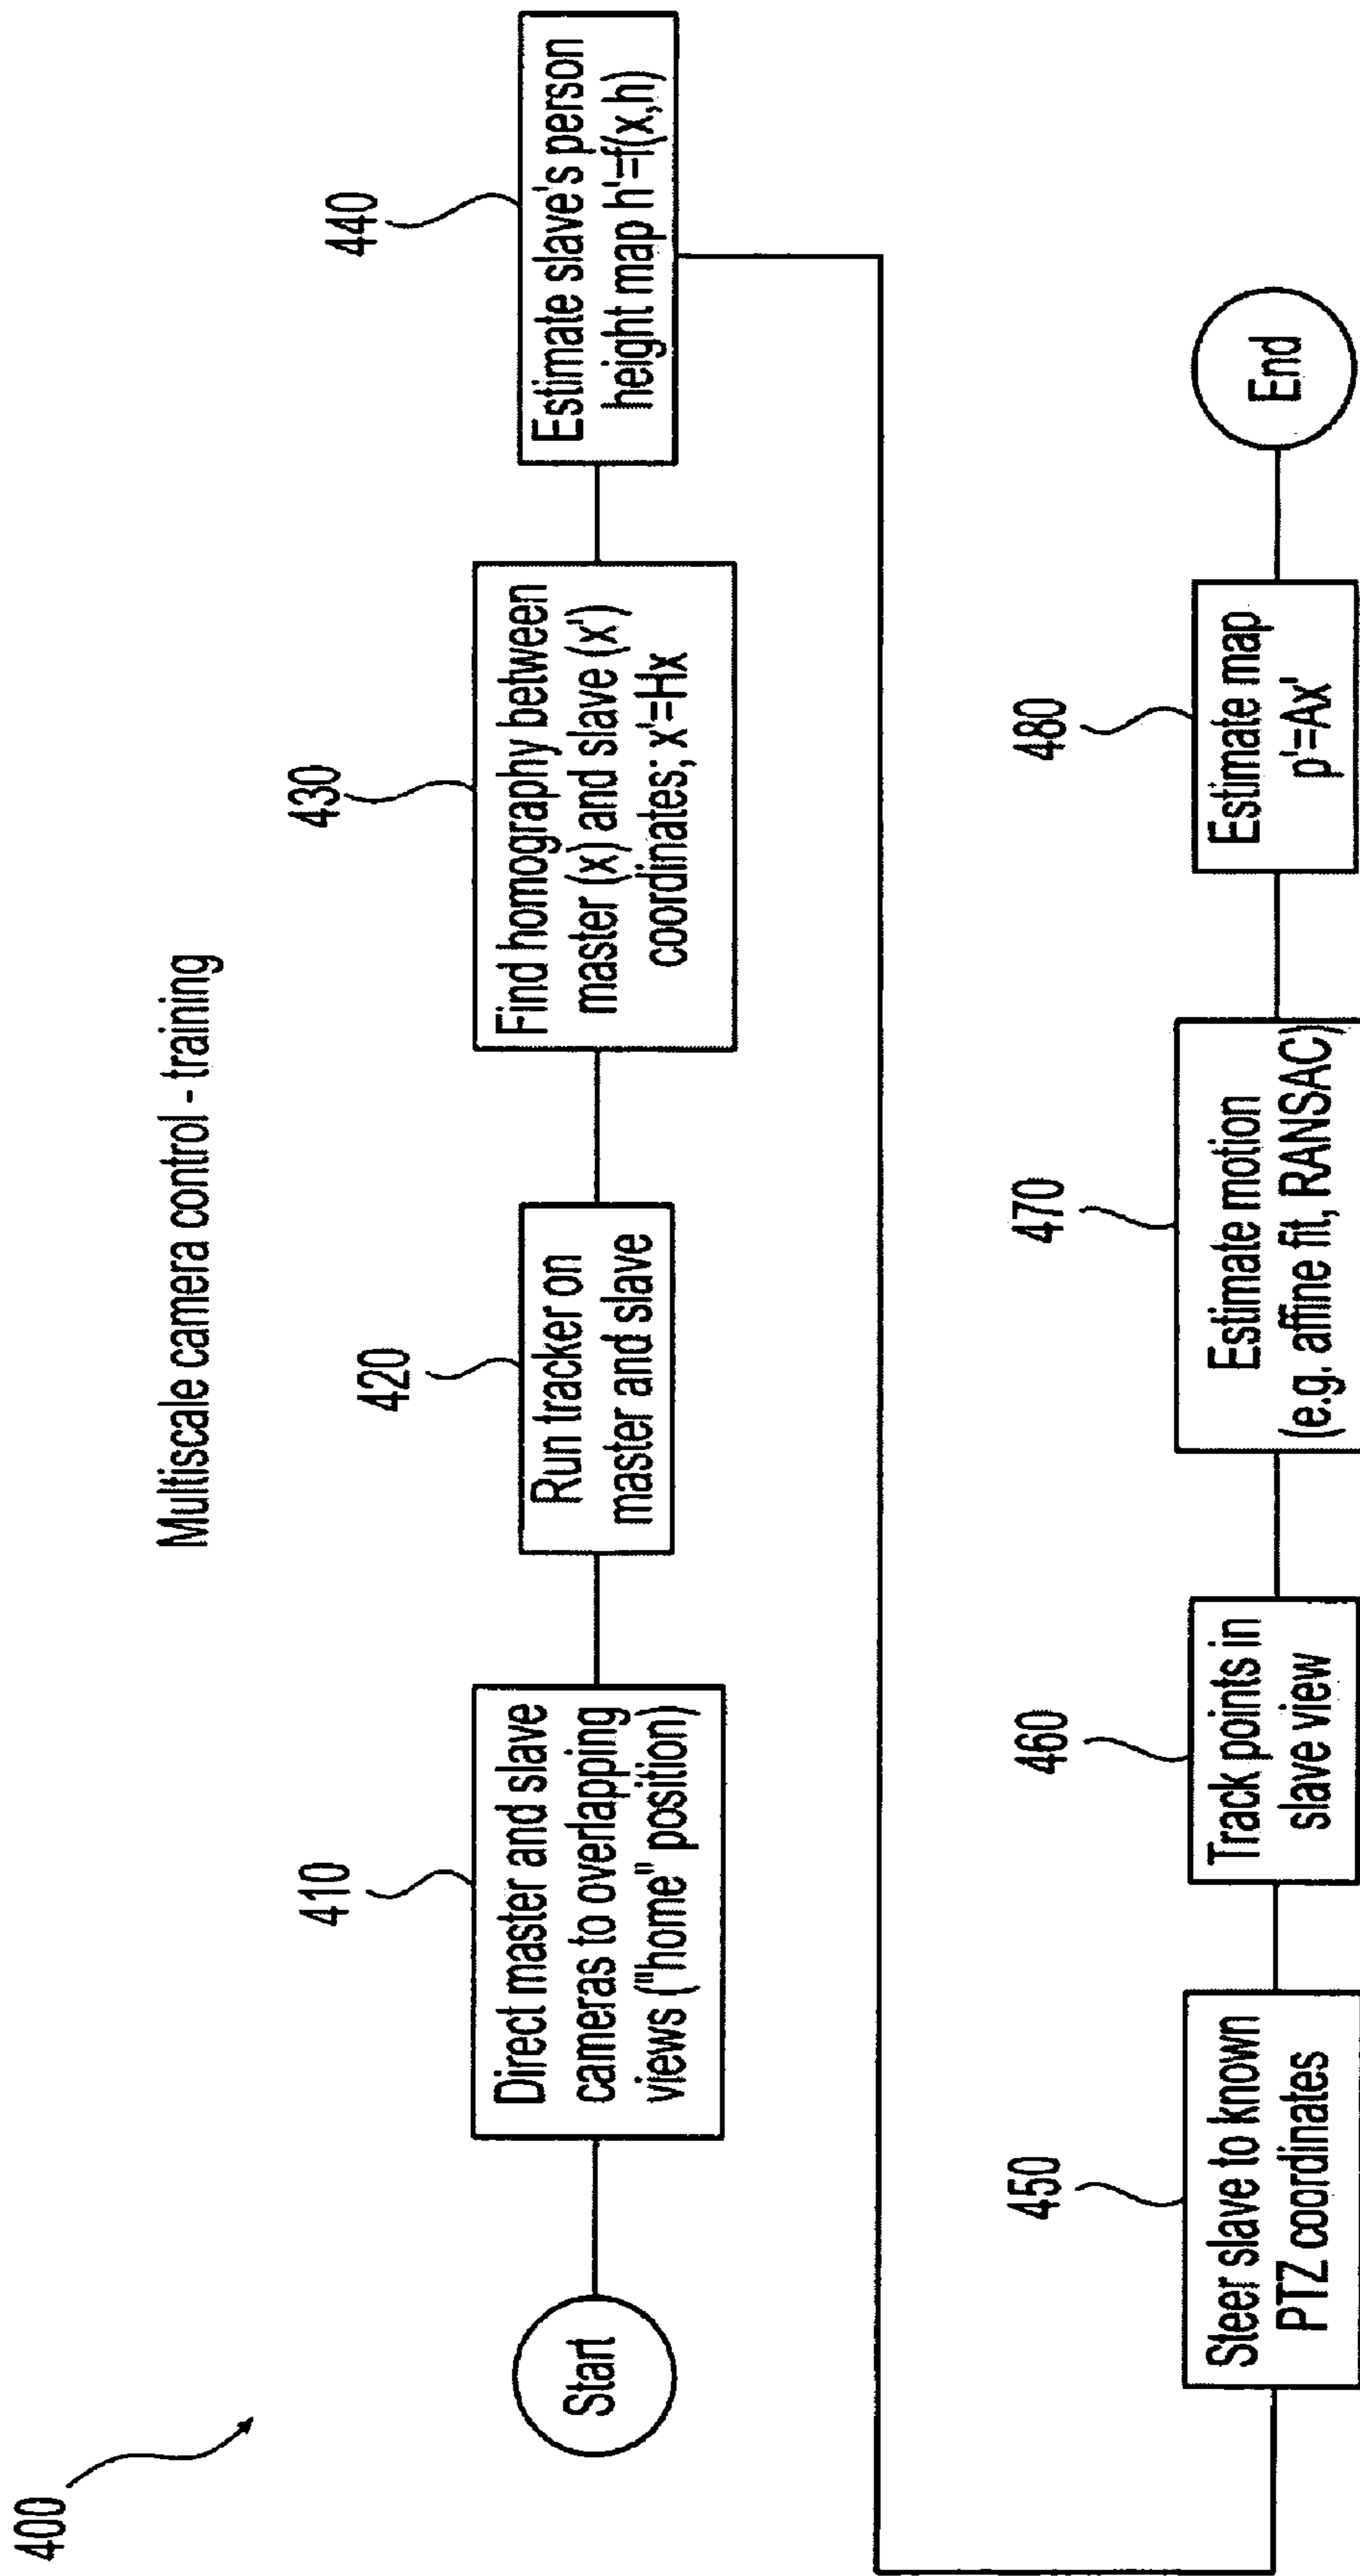 400
Multiscale camera control - training
Start
410
Direct master and slave
cameras to overlapping
views ("home" position)
420
Run tracker on
master and slave
430
Find homography between
master (x) and slave (x')
coordinates; x'=Hx
440
Estimate slave's person
height map h'=f(x,h)
450
Steer slave to known
PTZ coordinates
460
Track points in
slave view
470
Estimate motion
(e.g. affine fit, RANSAC)
480
Estimate map
p'=Ax'
End